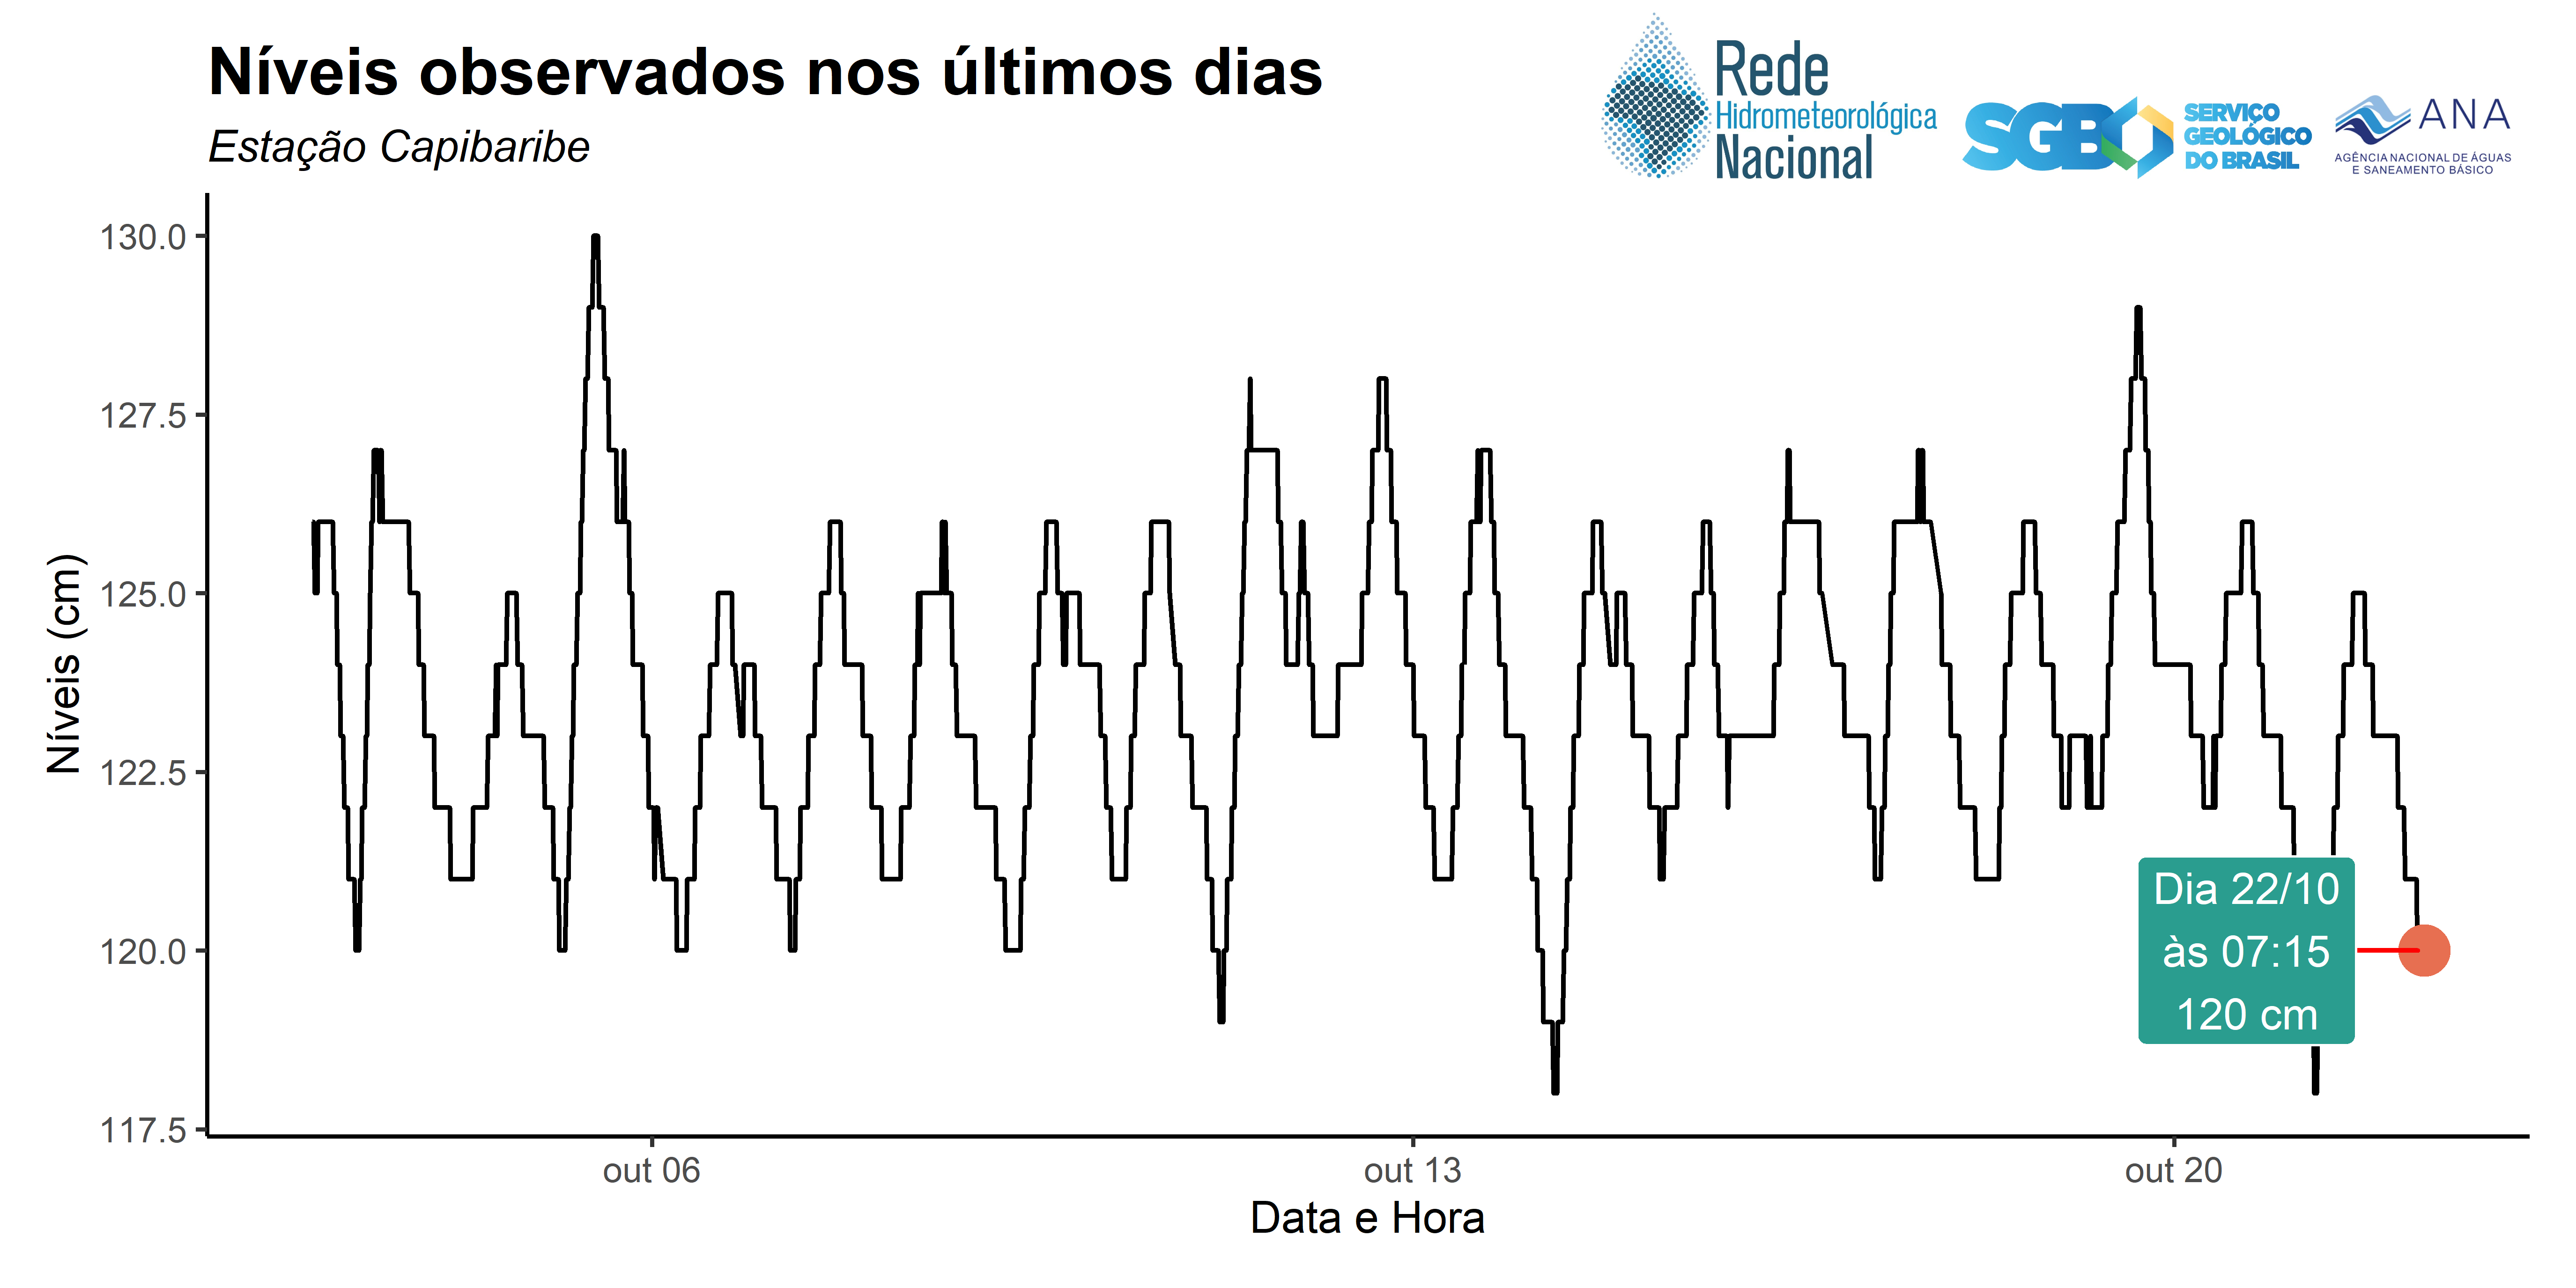 Níveis observados nos últimos dias
Estação Capibaribe
Rede
Hidrometeorológica
Nacional
SGB
SERVIÇO
GEOLÓGICO
DO BRASIL
ANA
AGÊNCIA NACIONAL DE ÁGUAS
E SANEAMENTO BÁSICO
Níveis (cm)
130.0
127.5
125.0
122.5
120.0
117.5
Dia 22/10
às 07:15
120 cm
out 06
out 13
out 20
Data e Hora